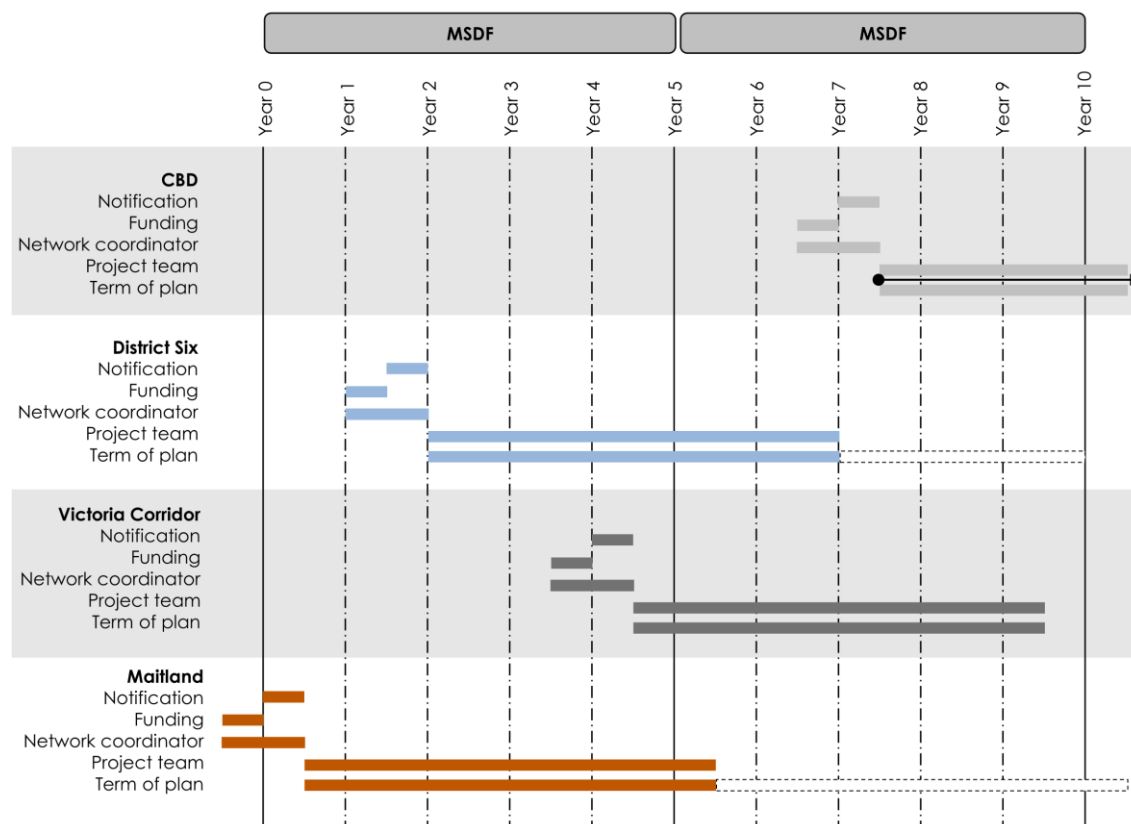 MSDF MSDF
Year 0 Year 1 Year 2 Year 3 Year 4 Year 5 Year 6 Year 7 Year 8 Year 9 Year 10
CBD
Notification
Funding
Network coordinator
Project team
Term of plan
District Six
Notification
Funding
Network coordinator
Project team
Term of plan
Victoria Corridor
Notification
Funding
Network coordinator
Project team
Term of plan
Maitland
Notification
Funding
Network coordinator
Project team
Term of plan